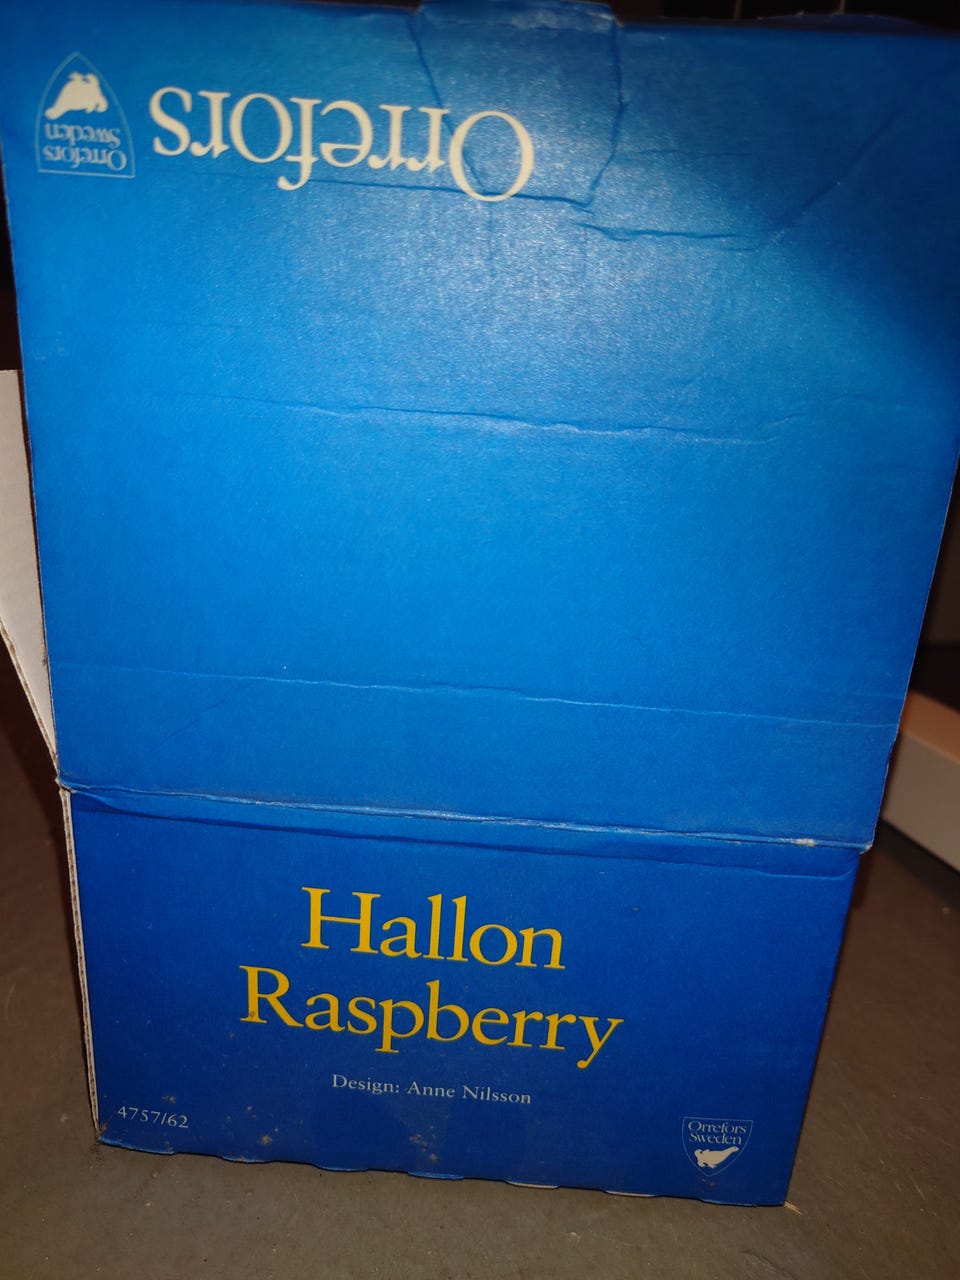 Orrefors
Orrefors
Sweden
Hallon
Raspberry
Design: Anne Nilsson
4757/62
Orrefors
Sweden